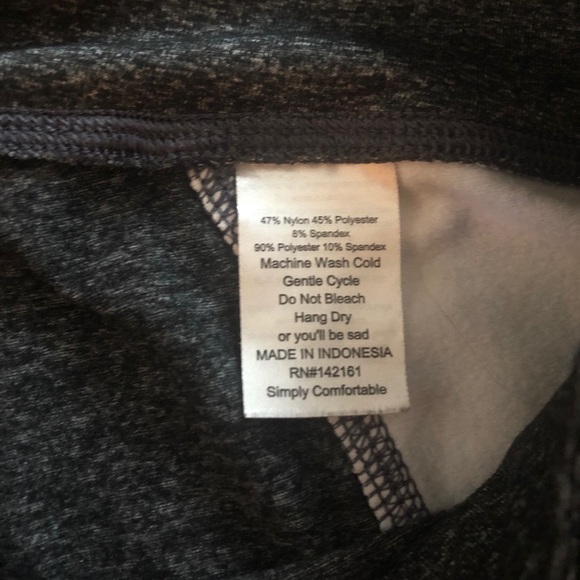 47% Nylon 45% Polyester
8% Spandex
90% Polyester 10% Spandex
Machine Wash Cold
Gentle Cycle
Do Not Bleach
Hang Dry
or you'll be sad
MADE IN INDONESIA
RN#142161
Simply Comfortable